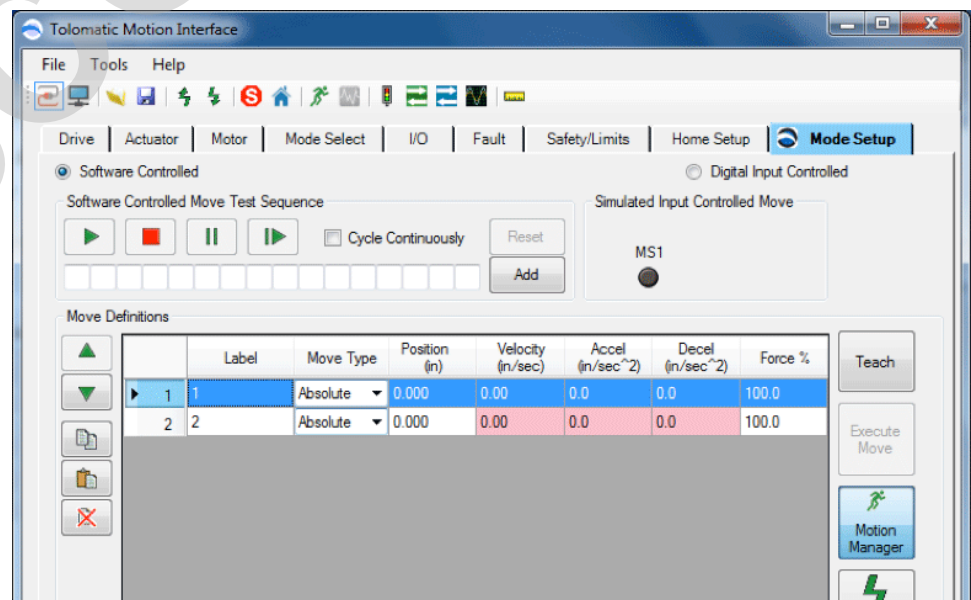 Tolomatic Motion Interface
File Tools Help
Drive Actuator Motor Mode Select I/O Fault Safety/Limits Home Setup Mode Setup
Software Controlled Digital Input Controlled
Software Controlled Move Test Sequence Simulated Input Controlled Move
Cycle Continuously Reset
MS1
Add
Move Definitions
Label Move Type Position (in) Velocity (in/sec) Accel (in/sec^2) Decel (in/sec^2) Force % Teach
1 1 Absolute 0.000 0.00 0.0 0.0 100.0
2 2 Absolute 0.000 0.00 0.0 0.0 100.0
Execute
Move
Motion
Manager